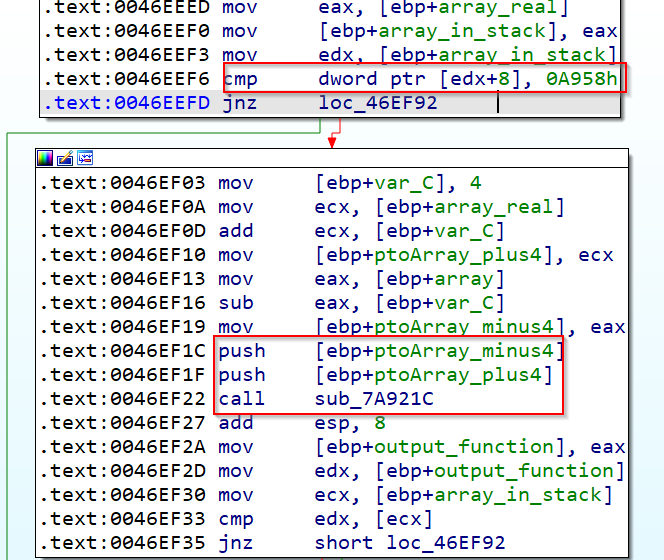 .text:0046EEED mov     eax, [ebp+array_real]
.text:0046EEF0 mov     [ebp+array_in_stack], eax
.text:0046EEF3 mov     edx, [ebp+array_in_stack]
.text:0046EEF6 cmp     dword ptr [edx+8], 0A958h
.text:0046EEFD jnz     loc_46EF92
.text:0046EF03 mov     [ebp+var_C], 4
.text:0046EF0A mov     ecx, [ebp+array_real]
.text:0046EF0D add     ecx, [ebp+var_C]
.text:0046EF10 mov     [ebp+ptoArray_plus4], ecx
.text:0046EF13 mov     eax, [ebp+array]
.text:0046EF16 sub     eax, [ebp+var_C]
.text:0046EF19 mov     [ebp+ptoArray_minus4], eax
.text:0046EF1C push    [ebp+ptoArray_minus4]
.text:0046EF1F push    [ebp+ptoArray_plus4]
.text:0046EF22 call    sub_7A921C
.text:0046EF27 add     esp, 8
.text:0046EF2A mov     [ebp+output_function], eax
.text:0046EF2D mov     edx, [ebp+output_function]
.text:0046EF30 mov     ecx, [ebp+array_in_stack]
.text:0046EF33 cmp     edx, [ecx]
.text:0046EF35 jnz     short loc_46EF92